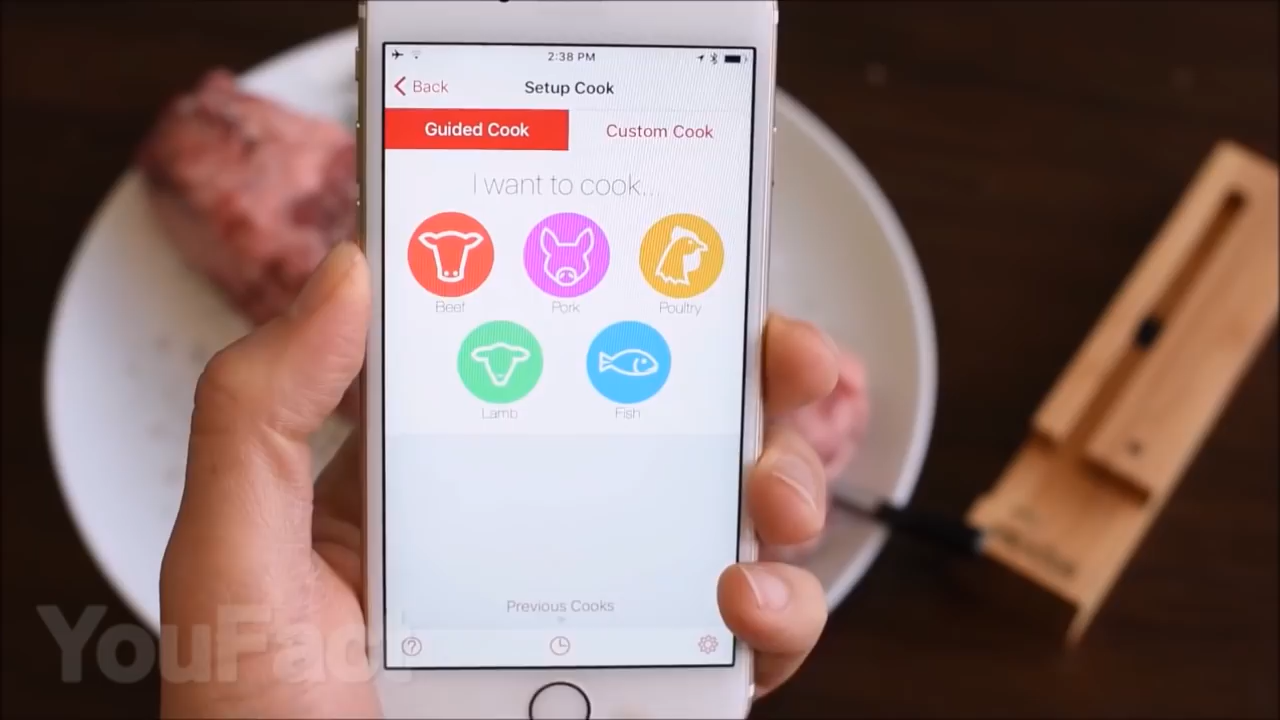 2:38 PM
Back
Setup Cook
Guided Cook
Custom Cook
I want to cook...
Beef
Pork
Poultry
Lamb
Fish
Previous Cooks
?
YouFact